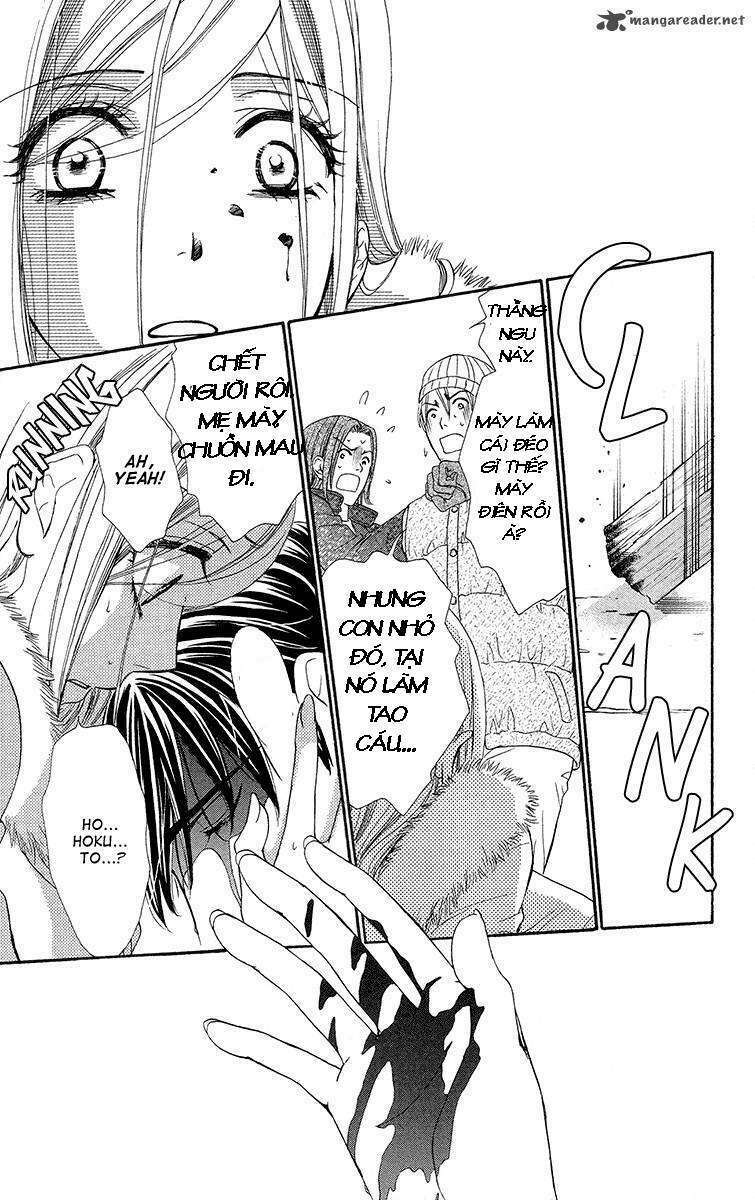 mangareader.net
CLANK
THẰNG
NGU
NÀY.
MÀY LÀM
CÁI ĐÉO
GÌ THẾ?
MÀY
ĐIÊN RỒI
À?
NHƯNG
CON NHỎ
ĐÓ, TẠI
NÓ LÀM
TAO
CÁU...
CHẾT
NGƯỜI RỒI,
MẸ MÀY
CHUỒN MAU
ĐI.
AH,
YEAH!
RUNNING
HO...
HOKU...
TO...?